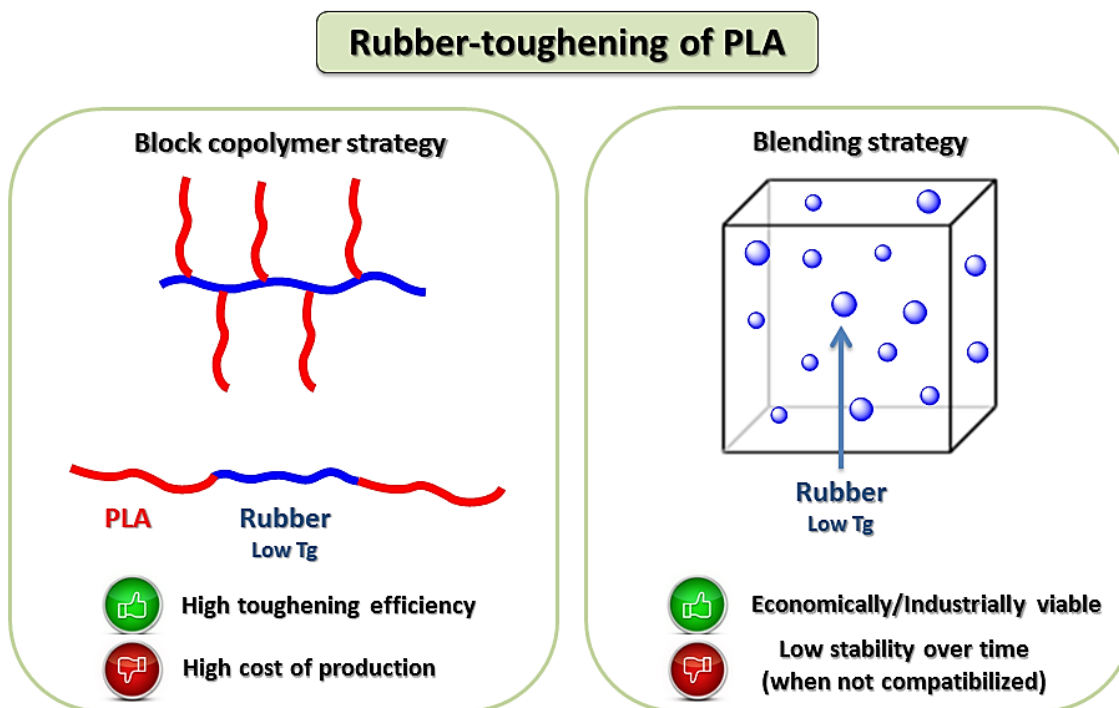 Rubber-toughening of PLA
Block copolymer strategy
PLA
Rubber
Low Tg
High toughening efficiency
High cost of production
Blending strategy
Rubber
Low Tg
Economically/Industrially viable
Low stability over time
(when not compatibilized)